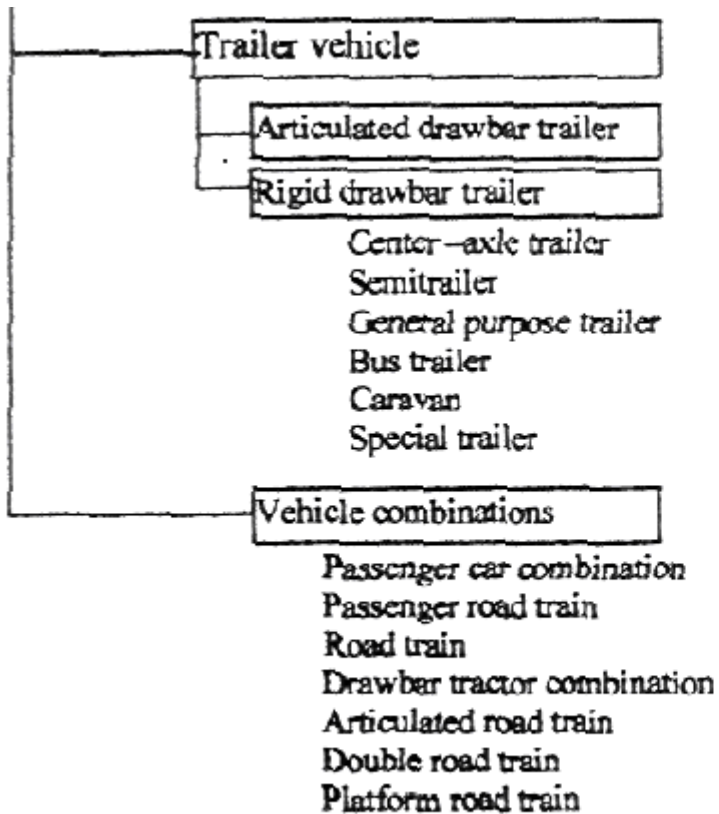 Trailer vehicle
Articulated drawbar trailer
Rigid drawbar trailer
Center-axle trailer
Semitrailer
General purpose trailer
Bus trailer
Caravan
Special trailer
Vehicle combinations
Passenger car combination
Passenger road train
Road train
Drawbar tractor combination
Articulated road train
Double road train
Platform road train